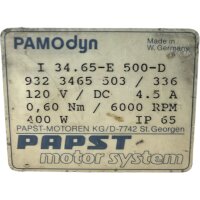 PAMOdyn
Made in
W. Germany
I 34.65-E 500-D
932 3465 503 / 336
120 V / DC 4.5 A
0,60 Nm / 6000 RPM
400 W IP 65
PAPST-MOTOREN KG/D-7742 St. Georgen
PAPST
motor system